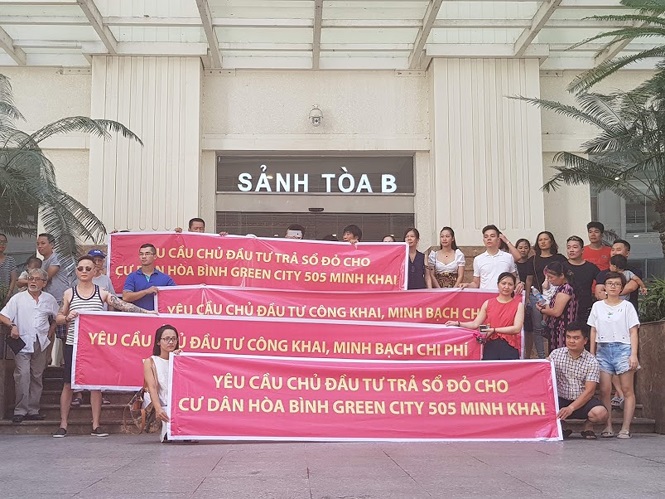 SẢNH TÒA B
YÊU CẦU CHỦ ĐẦU TƯ TRẢ SỔ ĐỎ CHO
CƯ DÂN HÒA BÌNH GREEN CITY 505 MINH KHAI
YÊU CẦU CHỦ ĐẦU TƯ CÔNG KHAI, MINH BẠCH CHI
YÊU CẦU CHỦ ĐẦU TƯ CÔNG KHAI, MINH BẠCH CHI PHÍ
YÊU CẦU CHỦ ĐẦU TƯ TRẢ SỔ ĐỎ CHO
CƯ DÂN HÒA BÌNH GREEN CITY 505 MINH KHAI